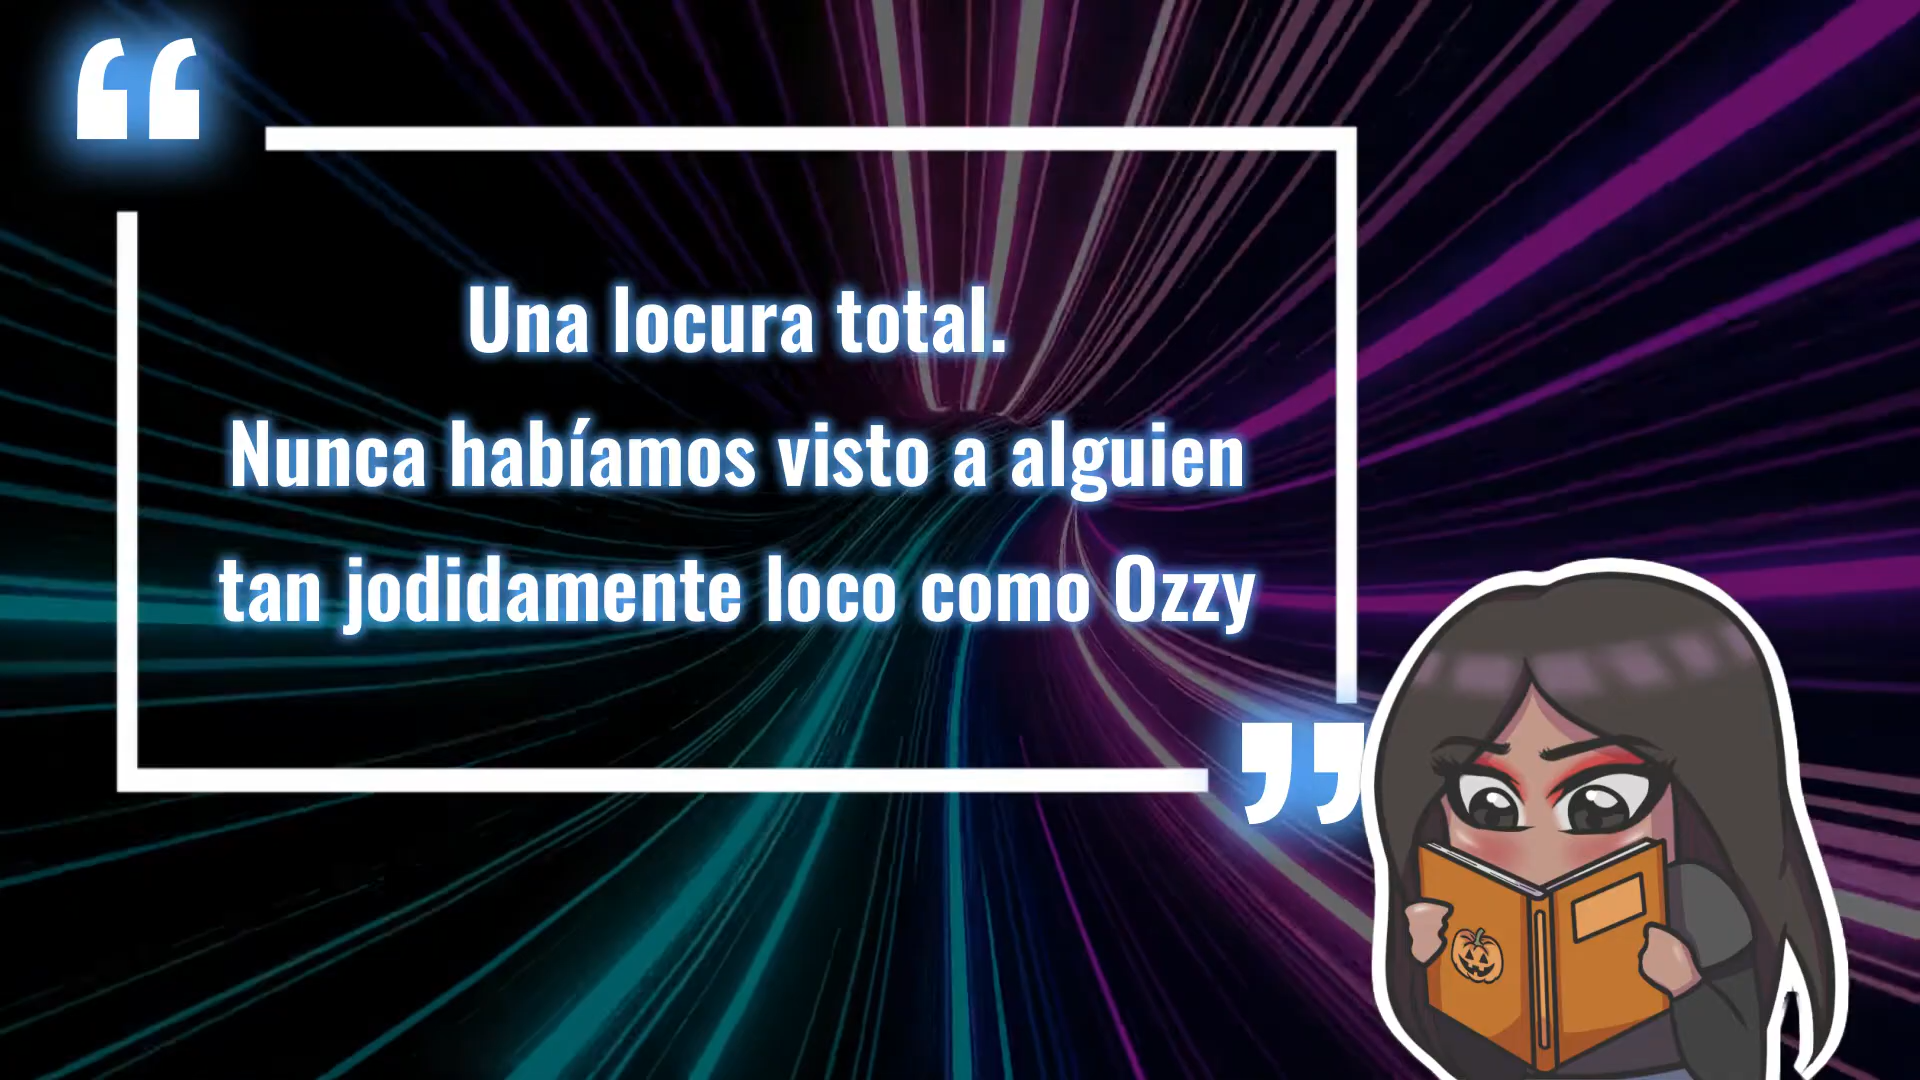 “
Una locura total.
Nunca habíamos visto a alguien
tan jodidamente loco como Ozzy
”